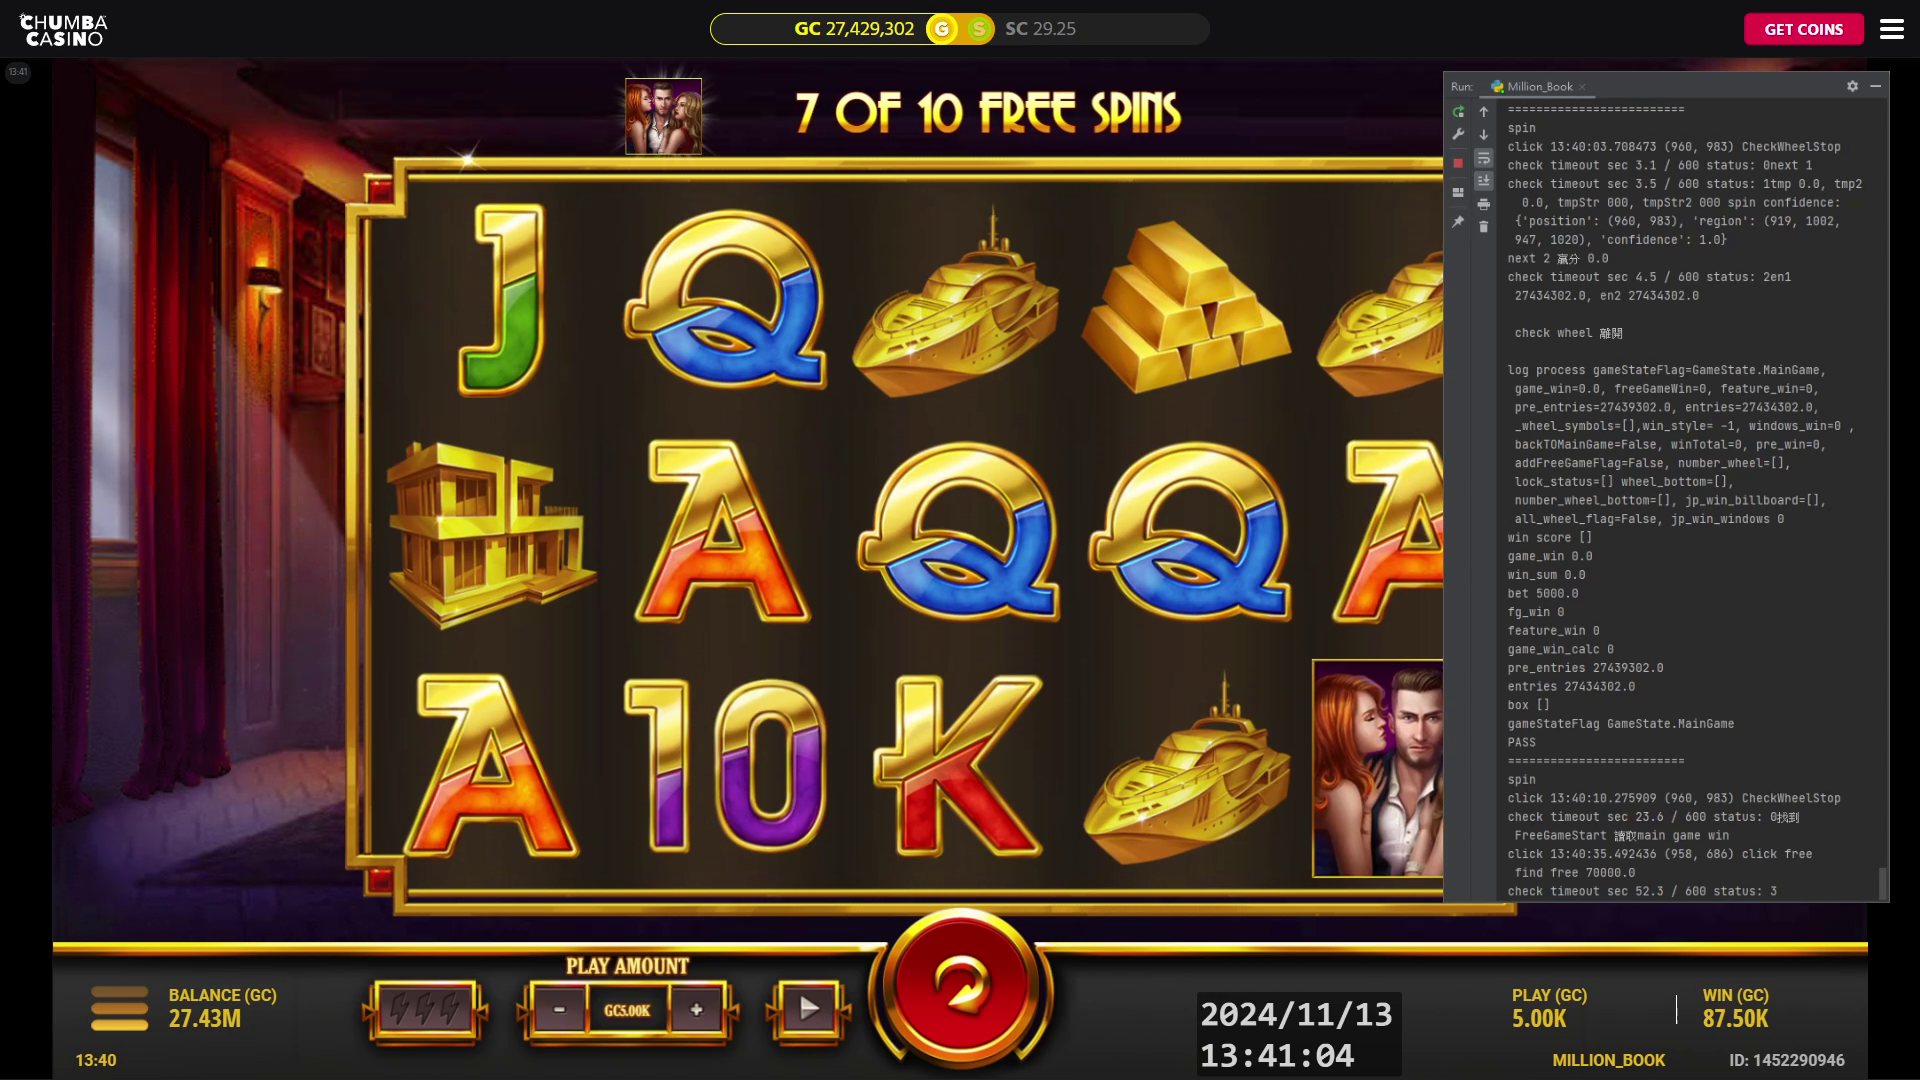 CHUMBA
CASINO
GC 27,429,302 G S SC 29.25
GET COINS
13:41
7 OF 10 FREE SPINS
J Q
A Q Q A
A 10 K
Run: Million_Book
=========================
spin
click 13:40:03.708473 (960, 983) CheckWheelStop
check timeout sec 3.1 / 600 status: 0next 1
check timeout sec 3.5 / 600 status: 1tmp 0.0, tmp2
0.0, tmpStr 000, tmpStr2 000 spin confidence:
{'position': (960, 983), 'region': (919, 1002,
947, 1020), 'confidence': 1.0}
next 2 贏分 0.0
check timeout sec 4.5 / 600 status: 2en1
27434302.0, en2 27434302.0
check wheel 離開
log process gameStateFlag=GameState.MainGame,
game_win=0.0, freeGameWin=0, feature_win=0,
pre_entries=27439302.0, entries=27434302.0,
_wheel_symbols=[],win_style= -1, windows_win=0 ,
backTOMainGame=False, winTotal=0, pre_win=0,
addFreeGameFlag=False, number_wheel=[],
lock_status=[] wheel_bottom=[],
number_wheel_bottom=[], jp_win_billboard=[],
all_wheel_flag=False, jp_win_windows 0
win score []
game_win 0.0
win_sum 0.0
bet 5000.0
fg_win 0
feature_win 0
game_win_calc 0
pre_entries 27439302.0
entries 27434302.0
box []
gameStateFlag GameState.MainGame
PASS
=========================
spin
click 13:40:10.275909 (960, 983) CheckWheelStop
check timeout sec 23.6 / 600 status: 0找到
FreeGameStart 讀取main game win
click 13:40:35.492436 (958, 686) click free
find free 70000.0
check timeout sec 52.3 / 600 status: 3
BALANCE (GC)
27.43M
13:40
PLAY AMOUNT
- GC5.00K +
2024/11/13
13:41:04
PLAY (GC)
5.00K
WIN (GC)
87.50K
MILLION_BOOK
ID: 1452290946